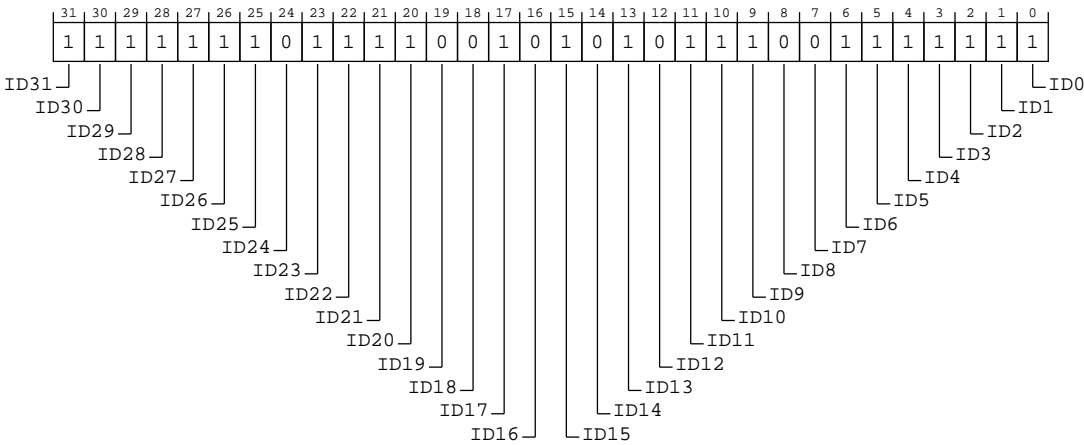 31 30 29 28 27 26 25 24 23 22 21 20 19 18 17 16 15 14 13 12 11 10 9 8 7 6 5 4 3 2 1 0
1 1 1 1 1 1 1 0 1 1 1 1 0 0 1 0 1 0 1 0 1 1 1 0 0 1 1 1 1 1 1 1
ID31 ID0
ID30 ID1
ID29 ID2
ID28 ID3
ID27 ID4
ID26 ID5
ID25 ID6
ID24 ID7
ID23 ID8
ID22 ID9
ID21 ID10
ID20 ID11
ID19 ID12
ID18 ID13
ID17 ID14
ID16 ID15